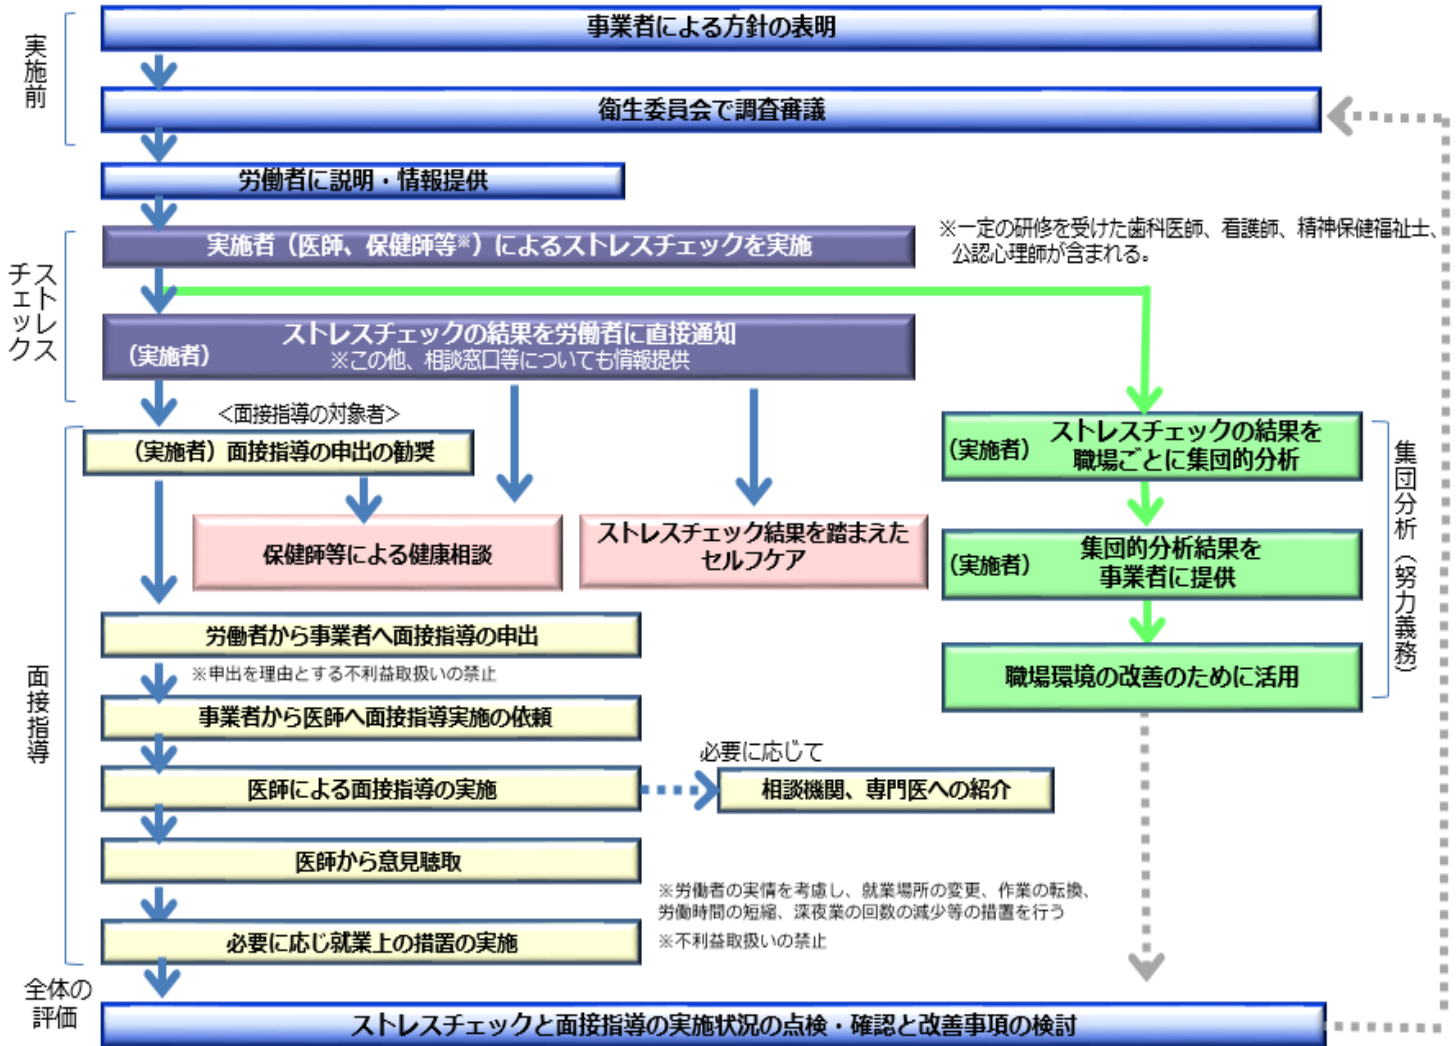 実施前
事業者による方針の表明
衛生委員会で調査審議
労働者に説明・情報提供
ストレス
チェック
実施者（医師、保健師等※）によるストレスチェックを実施
※一定の研修を受けた歯科医師、看護師、精神保健福祉士、
公認心理師が含まれる。
ストレスチェックの結果を労働者に直接通知
（実施者）
※この他、相談窓口等についても情報提供
<面接指導の対象者>
（実施者）面接指導の申出の勧奨
保健師等による健康相談
ストレスチェック結果を踏まえた
セルフケア
（実施者）
ストレスチェックの結果を
職場ごとに集団的分析
（実施者）
集団的分析結果を
事業者に提供
職場環境の改善のために活用
集団分析（努力義務）
面接指導
労働者から事業者へ面接指導の申出
※申出を理由とする不利益取扱いの禁止
事業者から医師へ面接指導実施の依頼
医師による面接指導の実施
必要に応じて
相談機関、専門医への紹介
医師から意見聴取
※労働者の実情を考慮し、就業場所の変更、作業の転換、
労働時間の短縮、深夜業の回数の減少等の措置を行う
※不利益取扱いの禁止
必要に応じ就業上の措置の実施
全体の
評価
ストレスチェックと面接指導の実施状況の点検・確認と改善事項の検討